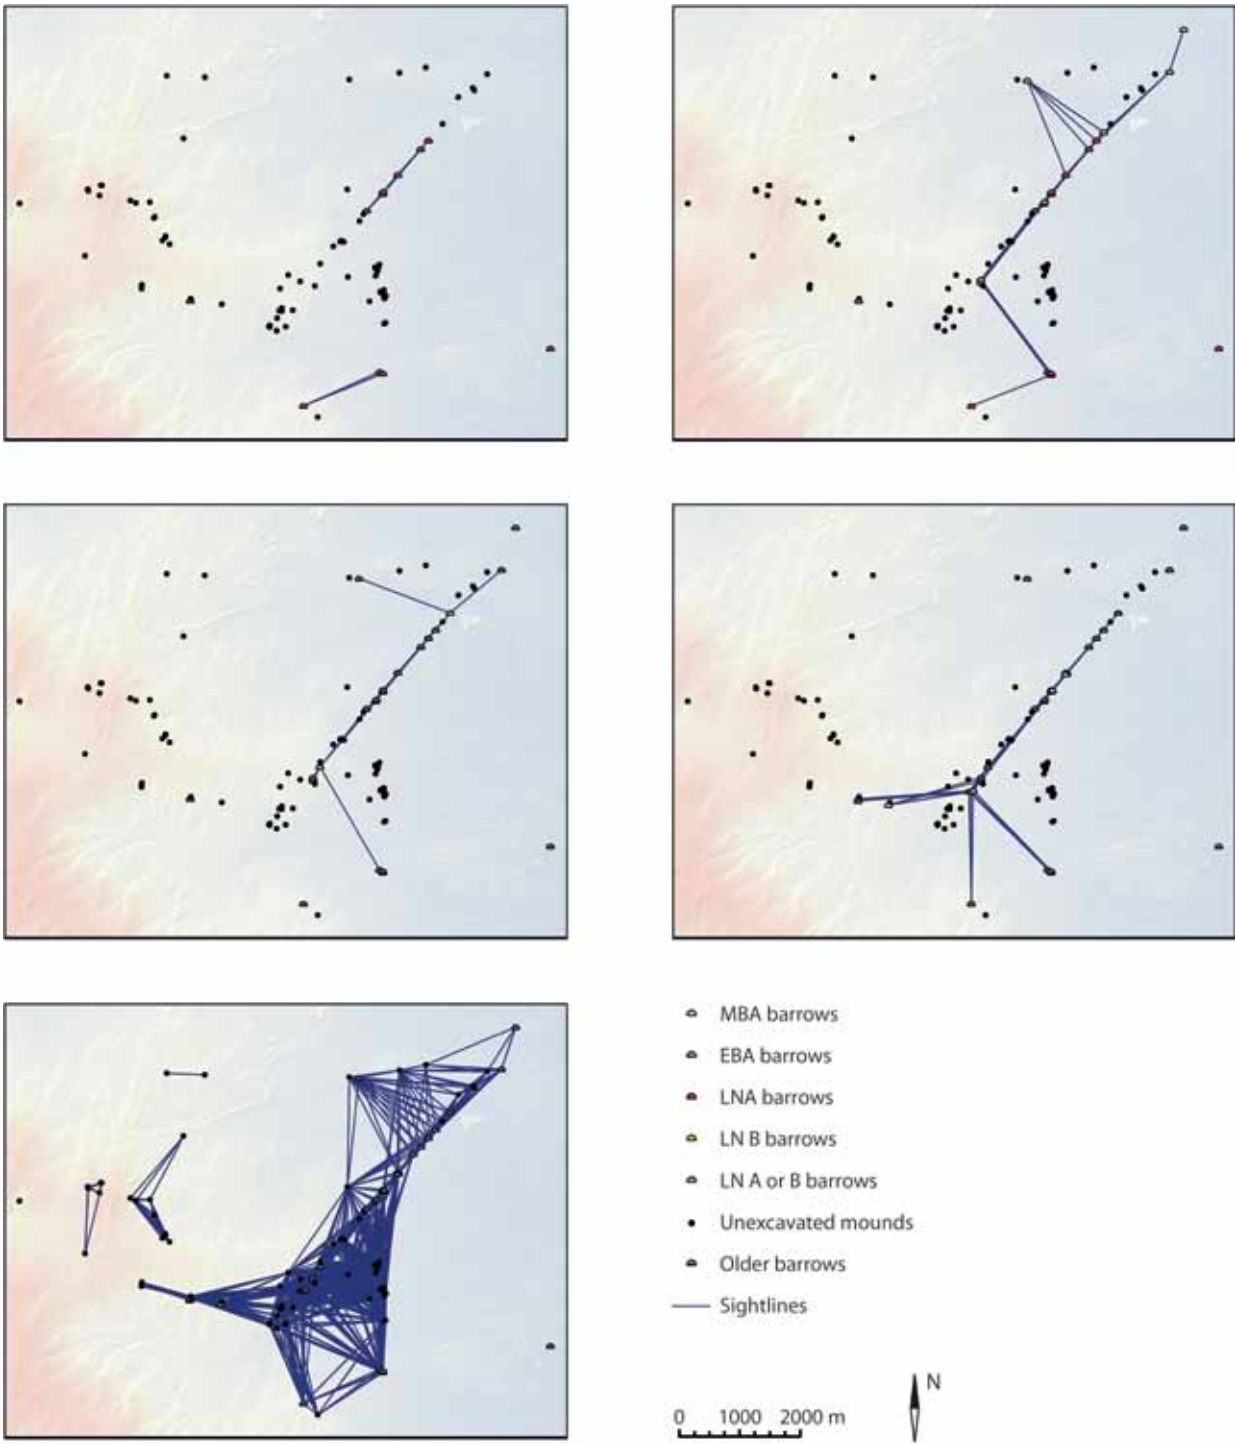 MBA barrows
EBA barrows
LNA barrows
LN B barrows
LN A or B barrows
Unexcavated mounds
Older barrows
Sightlines
N
0 1000 2000 m